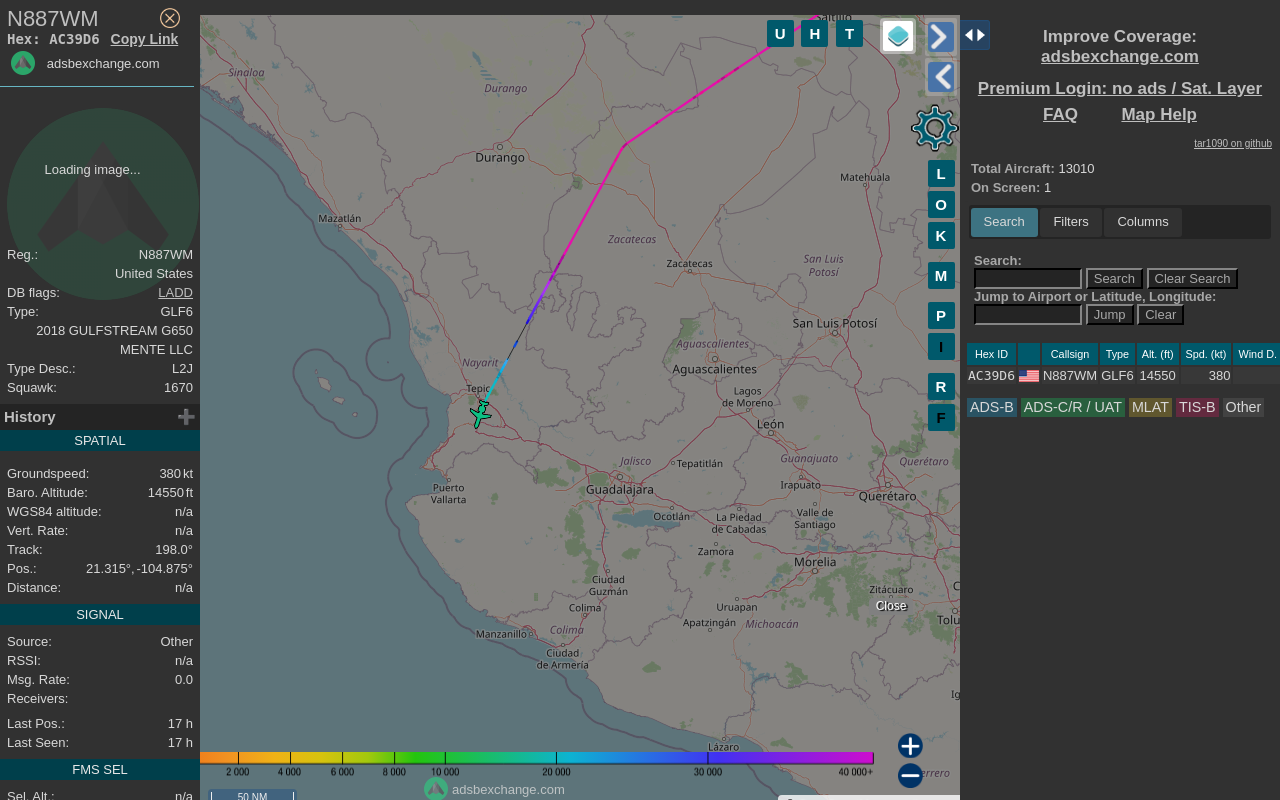 N887WM
Hex: AC39D6 Copy Link
adsbexchange.com
Loading image...
Reg.: N887WM
United States
DB flags: LADD
Type: GLF6
2018 GULFSTREAM G650
MENTE LLC
Type Desc.: L2J
Squawk: 1670
History
SPATIAL
Groundspeed: 380 kt
Baro. Altitude: 14550 ft
WGS84 altitude: n/a
Vert. Rate: n/a
Track: 198.0°
Pos.: 21.315°, -104.875°
Distance: n/a
SIGNAL
Source: Other
RSSI: n/a
Msg. Rate: 0.0
Receivers:
Last Pos.: 17 h
Last Seen: 17 h
FMS SEL
Sel. Alt.: n/a
Saltillo
U H T
Sinaloa
Durango
Durango
Matehuala
L
O
K
Mazatlán
Zacatecas
Zacatecas
San Luis
Potosí
M
P
San Luis Potosí
I
Aguascalientes
Aguascalientes
Nayarit
Tepic
Lagos
de Moreno
R
F
León
Jalisco
Tepatitlán
Guanajuato
Querétaro
Puerto
Vallarta
Guadalajara
Irapuato
Querétaro
Ocotlán
La Piedad
de Cabadas
Valle de
Santiago
Zamora
Morelia
Ciudad
Guzmán
Zitácuaro
Close
Colima
Uruapan
Apatzingán
Michoacán
Tolu
Manzanillo
Colima
Ciudad
de Armería
Lázaro
errero
2 000 4 000 6 000 8 000 10 000 20 000 30 000 40 000+
adsbexchange.com
50 NM
Improve Coverage:
adsbexchange.com
Premium Login: no ads / Sat. Layer
FAQ Map Help
tar1090 on github
Total Aircraft: 13010
On Screen: 1
Search Filters Columns
Search:
Search Clear Search
Jump to Airport or Latitude, Longitude:
Jump Clear
Hex ID Callsign Type Alt. (ft) Spd. (kt) Wind D.
AC39D6 N887WM GLF6 14550 380
ADS-B ADS-C/R / UAT MLAT TIS-B Other